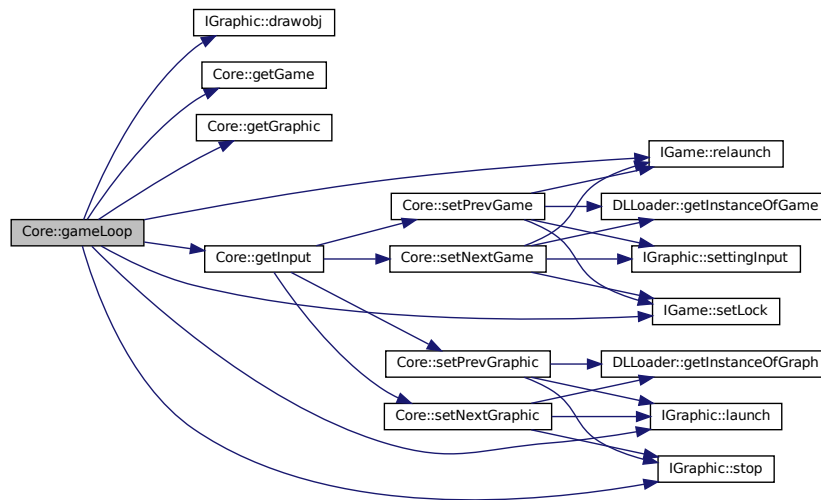 IGraphic::drawobj
Core::getGame
Core::getGraphic
IGame::relaunch
Core::setPrevGame
DLLoader::getInstanceOfGame
Core::gameLoop
Core::getInput
Core::setNextGame
IGraphic::settingInput
IGame::setLock
Core::setPrevGraphic
DLLoader::getInstanceOfGraph
Core::setNextGraphic
IGraphic::launch
IGraphic::stop